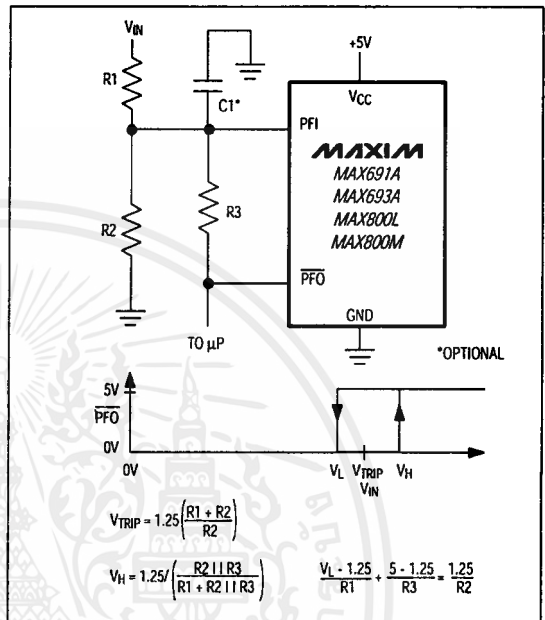 VIN
R1
C1*
+5V
VCC
PFI
MAXIM
MAX691A
MAX693A
MAX800L
MAX800M
R2
R3
PFO
GND
TO µP
*OPTIONAL
5V
PFO
0V
0V
VL
VTRIP
VH
VIN
VTRIP = 1.25(R1 + R2 / R2)
VH = 1.25/(R2 || R3 / R1 + R2 || R3)
VL - 1.25 / R1 + 5 - 1.25 / R3 = 1.25 / R2